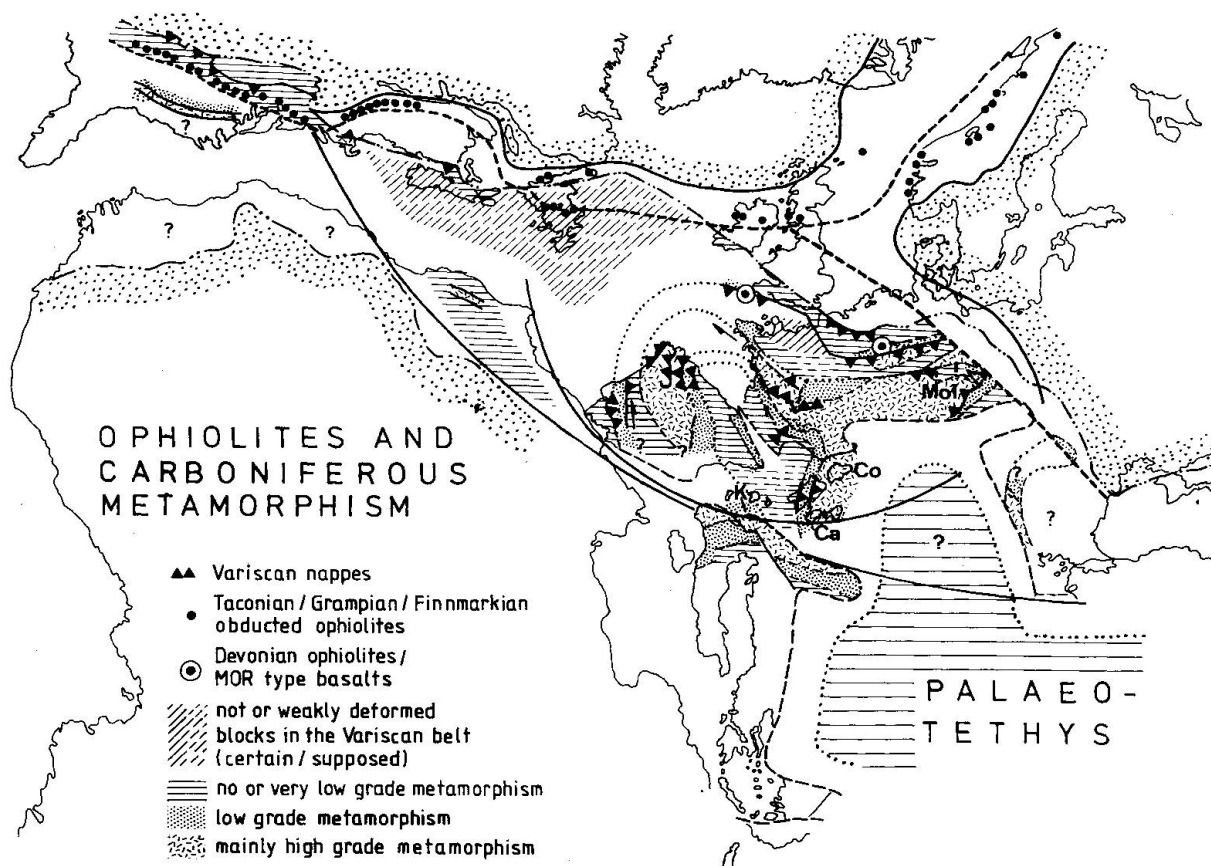 OPHIOLITES AND
CARBONIFEROUS
METAMORPHISM
Variscan nappes
Taconian / Grampian / Finnmarkian
obducted ophiolites
Devonian ophiolites/
MOR type basalts
not or weakly deformed
blocks in the Variscan belt
(certain / supposed)
no or very low grade metamorphism
low grade metamorphism
mainly high grade metamorphism
PALAEO-
TETHYS
Co
Ca
?
?
?
?
?
?